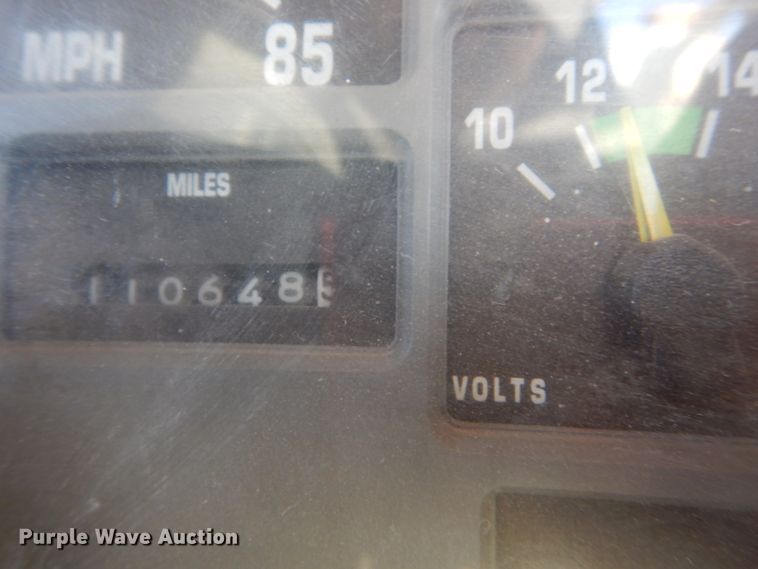 MPH 85
MILES
110648
10 12 14
VOLTS
Purple Wave Auction